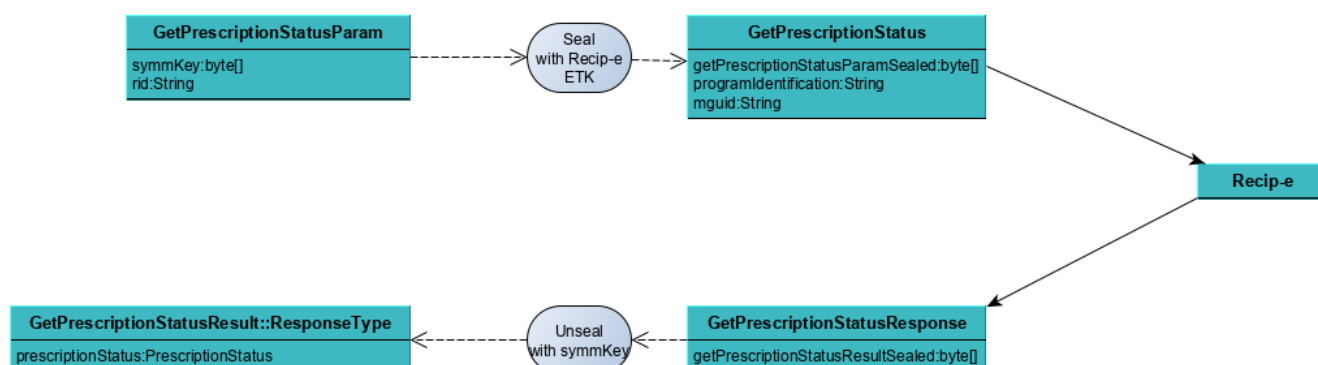 GetPrescriptionStatusParam
symmKey:byte[]
rid:String
Seal
with Recip-e
ETK
GetPrescriptionStatus
getPrescriptionStatusParamSealed:byte[]
programIdentification:String
mguid:String
Recip-e
GetPrescriptionStatusResult::ResponseType
prescriptionStatus:PrescriptionStatus
Unseal
with symmKey
GetPrescriptionStatusResponse
getPrescriptionStatusResultSealed:byte[]